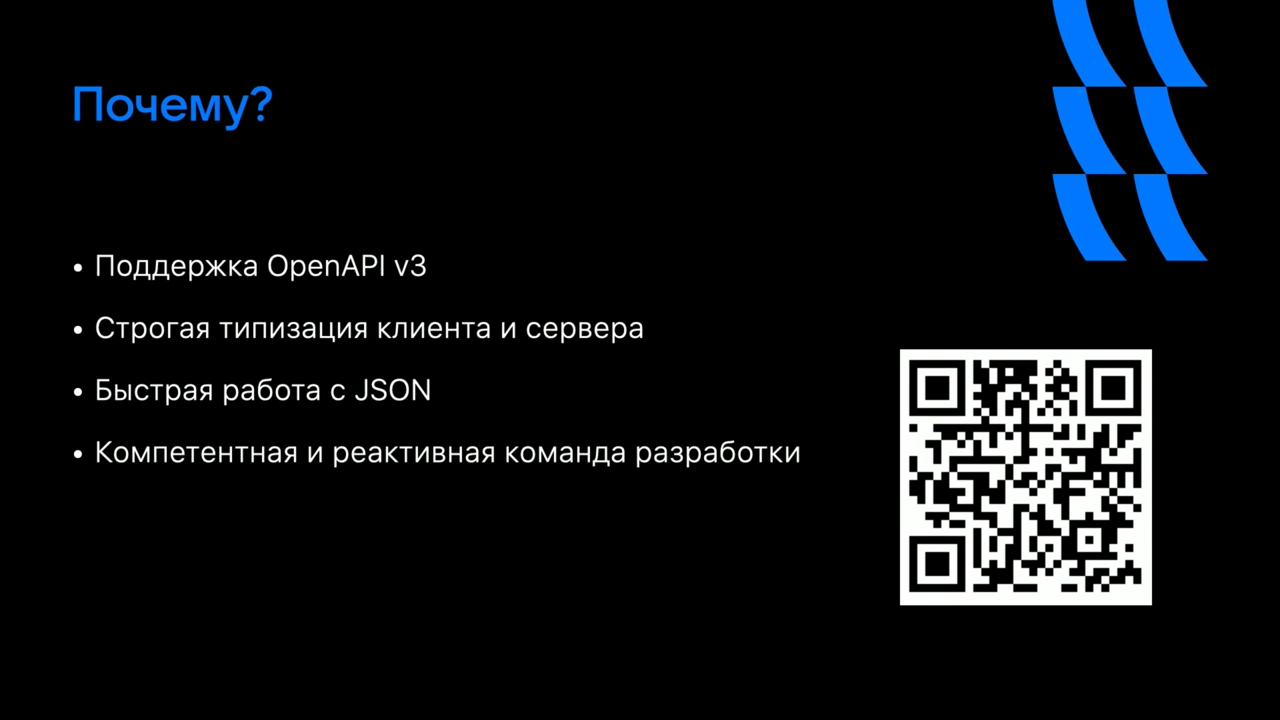 Почему?
• Поддержка OpenAPI v3
• Строгая типизация клиента и сервера
• Быстрая работа с JSON
• Компетентная и реактивная команда разработки